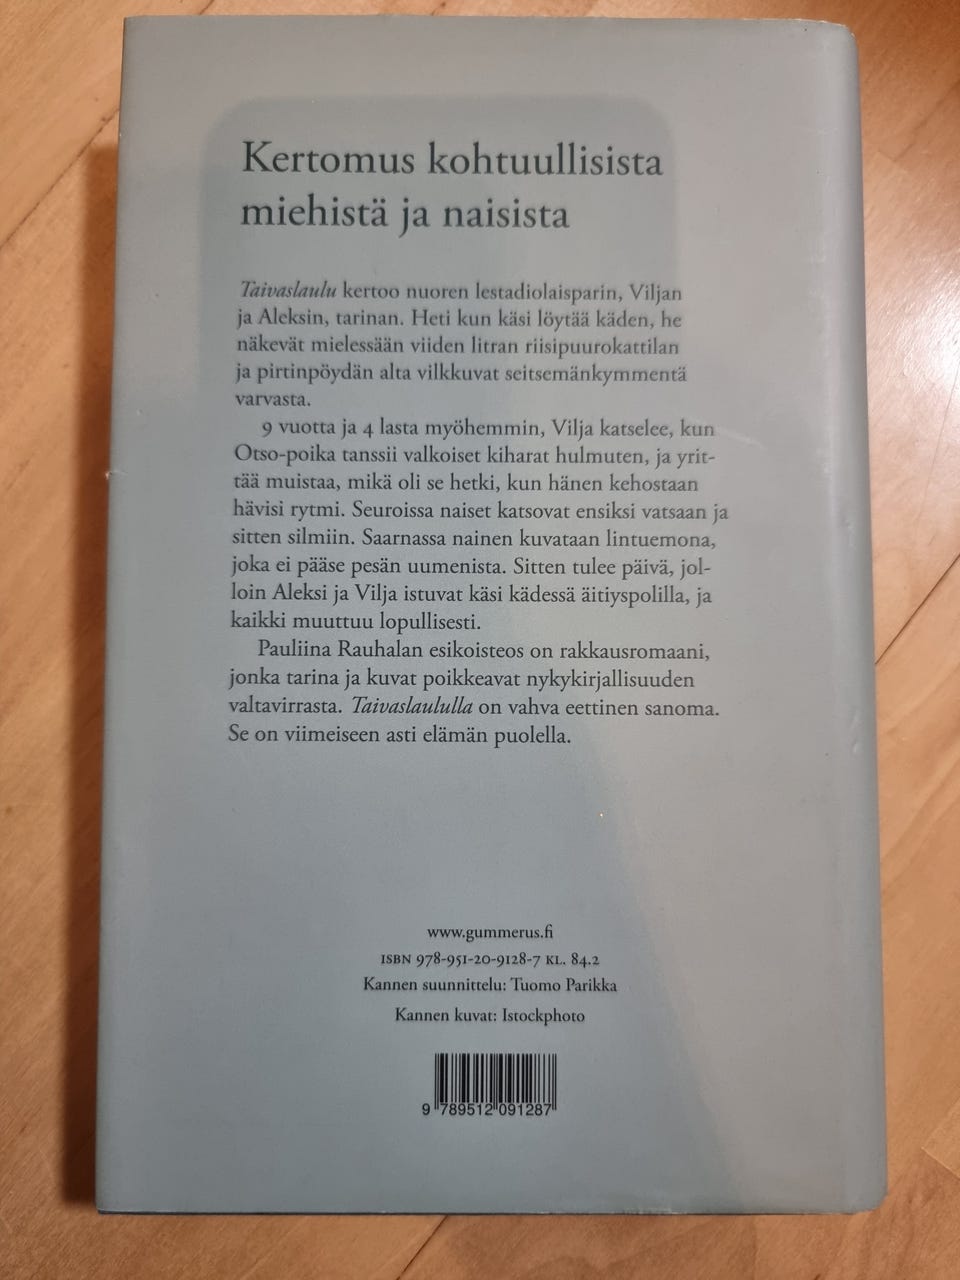 Kertomus kohtuullisista
miehistä ja naisista
Taivaslaulu kertoo nuoren lestadiolaisparin, Viljan
ja Aleksin, tarinan. Heti kun käsi löytää käden, he
näkevät mielessään viiden litran riisipuurokattilan
ja pirtinpöydän alta vilkkuvat seitsemänkymmentä
varvasta.
9 vuotta ja 4 lasta myöhemmin, Vilja katselee, kun
Otso-poika tanssii valkoiset kiharat hulmuten, ja yrit-
tää muistaa, mikä oli se hetki, kun hänen kehostaan
hävisi rytmi. Seuroissa naiset katsovat ensiksi vatsaan ja
sitten silmiin. Saarnassa nainen kuvataan lintuemona,
joka ei pääse pesän uumenista. Sitten tulee päivä, jol-
loin Aleksi ja Vilja istuvat käsi kädessä äitiyspolilla, ja
kaikki muuttuu lopullisesti.
Pauliina Rauhalan esikoisteos on rakkausromaani,
jonka tarina ja kuvat poikkeavat nykykirjallisuuden
valtavirrasta. Taivaslaululla on vahva eettinen sanoma.
Se on viimeiseen asti elämän puolella.
www.gummerus.fi
ISBN 978-951-20-9128-7 KL. 84.2
Kannen suunnittelu: Tuomo Parikka
Kannen kuvat: Istockphoto
9 789512 091287